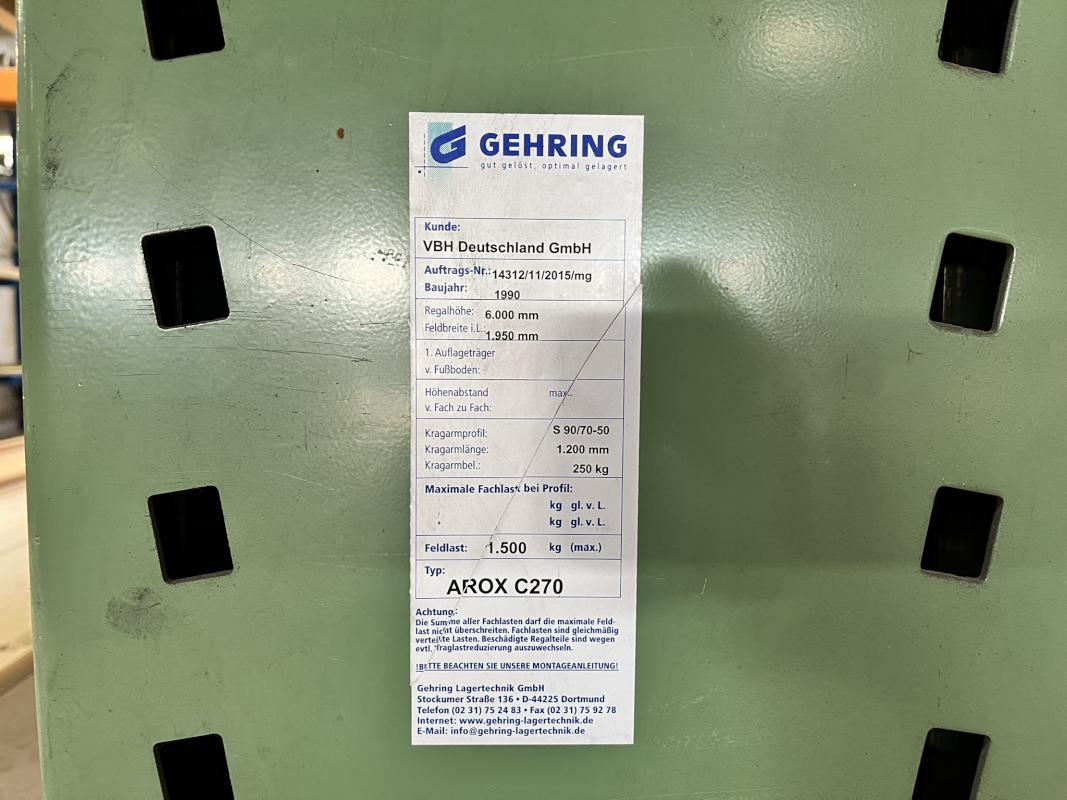 GEHRING
gut gelöst, optimal gelagert
Kunde:
VBH Deutschland GmbH
Auftrags-Nr.: 14312/11/2015/mg
Baujahr: 1990
Regalhöhe: 6.000 mm
Feldbreite i.L.: 1.950 mm
1. Auflageträger
v. Fußboden:
Höhenabstand max.:
v. Fach zu Fach:
Kragarmprofil: S 90/70-50
Kragarmlänge: 1.200 mm
Kragarmbel.: 250 kg
Maximale Fachlast bei Profil:
kg gl. v. L.
kg gl. v. L.
Feldlast: 1.500 kg (max.)
Typ:
AROX C270
Achtung:
Die Summe aller Fachlasten darf die maximale Feld-
last nicht überschreiten. Fachlasten sind gleichmäßig
verteilte Lasten. Beschädigte Regalteile sind wegen
evtl. Traglastreduzierung auszuwechseln.
!BITTE BEACHTEN SIE UNSERE MONTAGEANLEITUNG!
Gehring Lagertechnik GmbH
Stockumer Straße 136 • D-44225 Dortmund
Telefon (02 31) 75 24 83 • Fax (02 31) 75 92 78
Internet: www.gehring-lagertechnik.de
E-Mail: info@gehring-lagertechnik.de